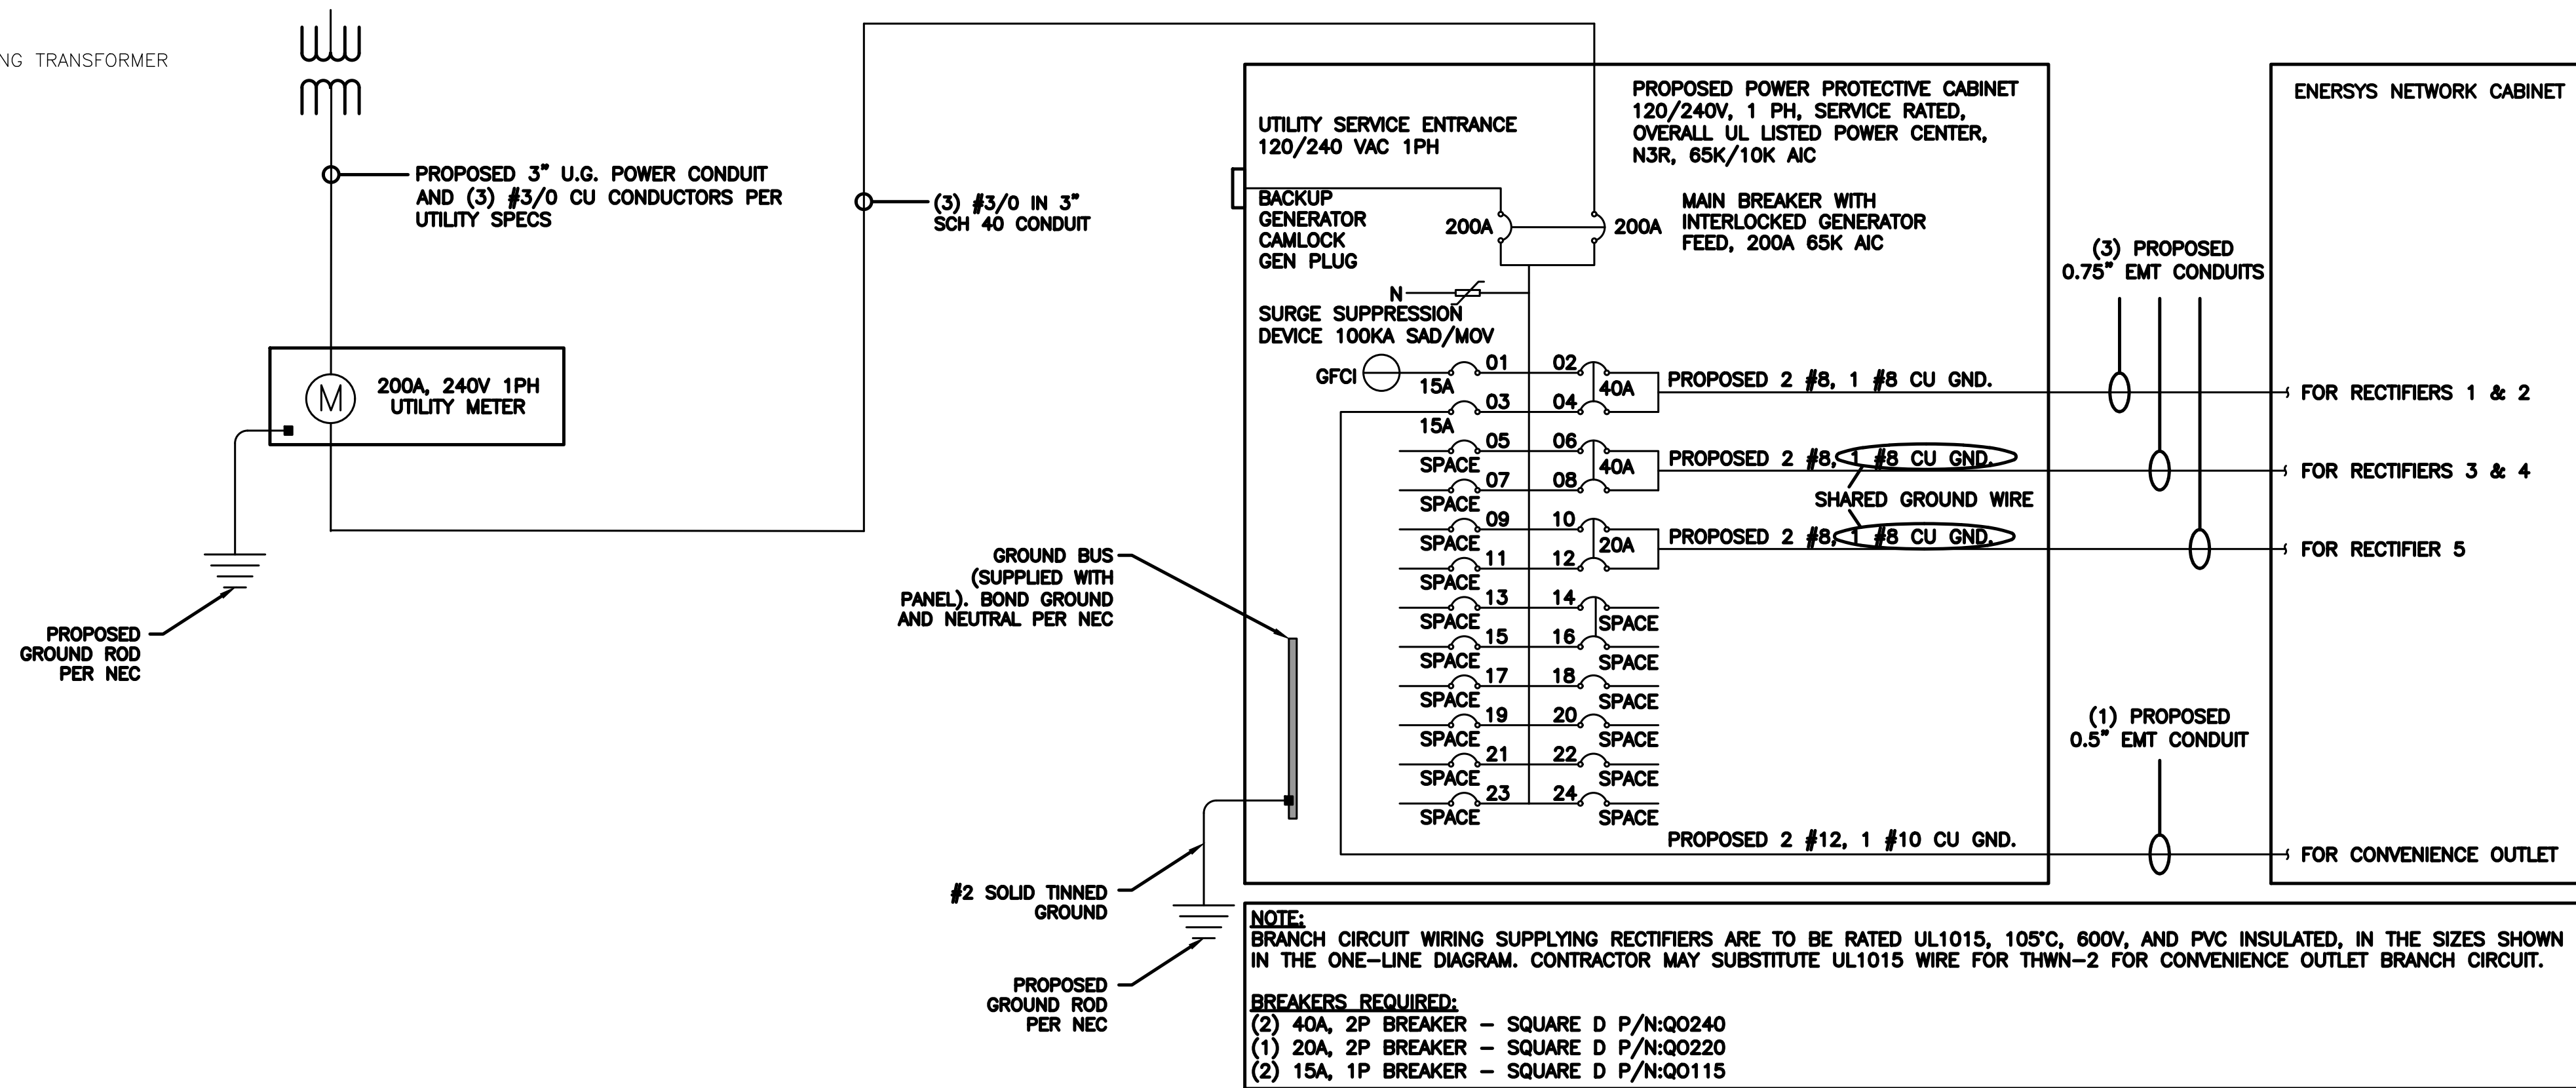 NG TRANSFORMER
PROPOSED 3" U.G. POWER CONDUIT
AND (3) #3/0 CU CONDUCTORS PER
UTILITY SPECS
M
200A, 240V 1PH
UTILITY METER
PROPOSED
GROUND ROD
PER NEC
(3) #3/0 IN 3"
SCH 40 CONDUIT
UTILITY SERVICE ENTRANCE
120/240 VAC 1PH
PROPOSED POWER PROTECTIVE CABINET
120/240V, 1 PH, SERVICE RATED,
OVERALL UL LISTED POWER CENTER,
N3R, 65K/10K AIC
BACKUP
GENERATOR
CAMLOCK
GEN PLUG
200A
200A
MAIN BREAKER WITH
INTERLOCKED GENERATOR
FEED, 200A 65K AIC
N
SURGE SUPPRESSION
DEVICE 100KA SAD/MOV
GFCI
15A
01
02
40A
15A
03
04
SPACE
05
06
40A
SPACE
07
08
SPACE
09
10
20A
SPACE
11
12
SPACE
13
14
SPACE
SPACE
15
16
SPACE
SPACE
17
18
SPACE
SPACE
19
20
SPACE
SPACE
21
22
SPACE
SPACE
23
24
SPACE
PROPOSED 2 #8, 1 #8 CU GND.
PROPOSED 2 #8, 1 #8 CU GND.
SHARED GROUND WIRE
PROPOSED 2 #8, 1 #8 CU GND.
PROPOSED 2 #12, 1 #10 CU GND.
GROUND BUS
(SUPPLIED WITH
PANEL). BOND GROUND
AND NEUTRAL PER NEC
#2 SOLID TINNED
GROUND
PROPOSED
GROUND ROD
PER NEC
(3) PROPOSED
0.75" EMT CONDUITS
(1) PROPOSED
0.5" EMT CONDUIT
ENERSYS NETWORK CABINET
FOR RECTIFIERS 1 & 2
FOR RECTIFIERS 3 & 4
FOR RECTIFIER 5
FOR CONVENIENCE OUTLET
NOTE:
BRANCH CIRCUIT WIRING SUPPLYING RECTIFIERS ARE TO BE RATED UL1015, 105°C, 600V, AND PVC INSULATED, IN THE SIZES SHOWN
IN THE ONE-LINE DIAGRAM. CONTRACTOR MAY SUBSTITUTE UL1015 WIRE FOR THWN-2 FOR CONVENIENCE OUTLET BRANCH CIRCUIT.
BREAKERS REQUIRED:
(2) 40A, 2P BREAKER - SQUARE D P/N:QO240
(1) 20A, 2P BREAKER - SQUARE D P/N:QO220
(2) 15A, 1P BREAKER - SQUARE D P/N:QO115